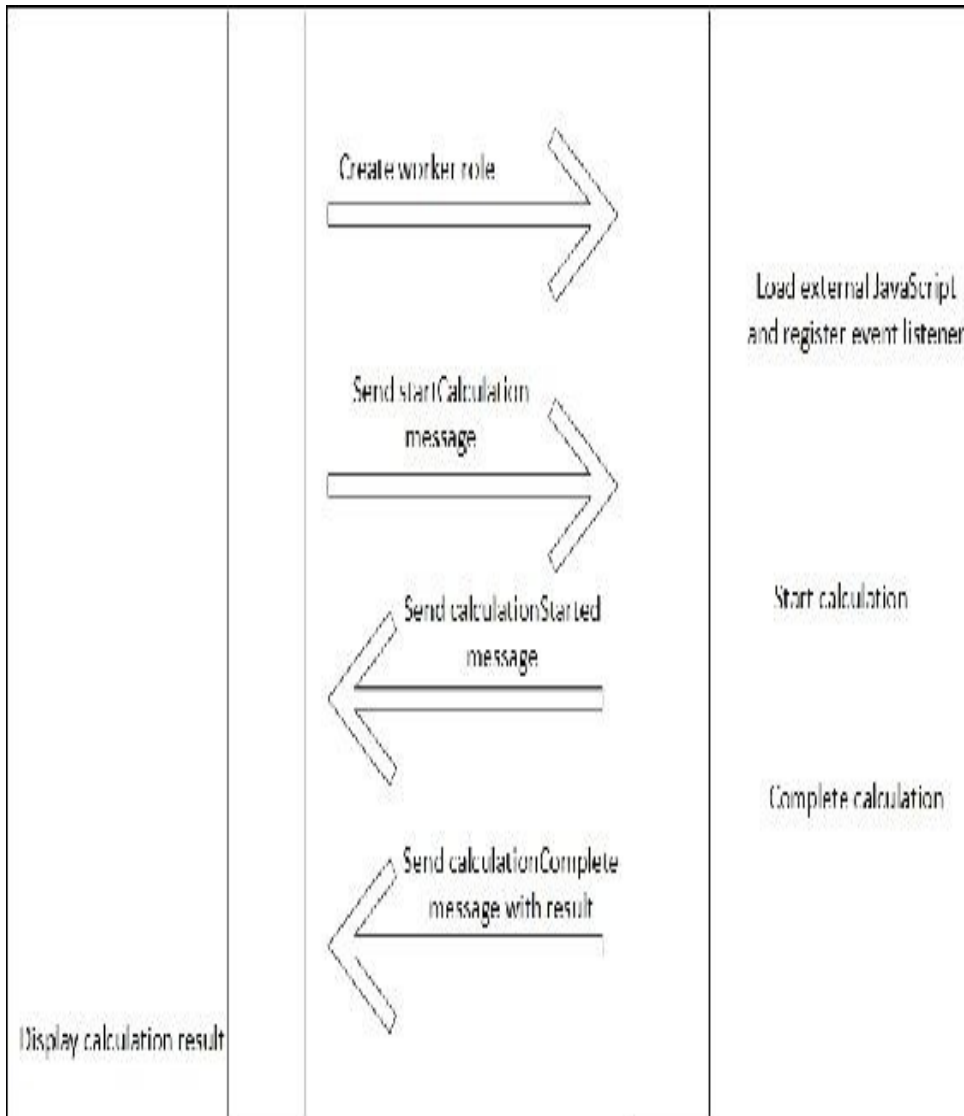 Create worker role
Load external JavaScript
and register event listener
Send startCalculation
message
Start calculation
Send calculationStarted
message
Complete calculation
Send calculationComplete
message with result
Display calculation result